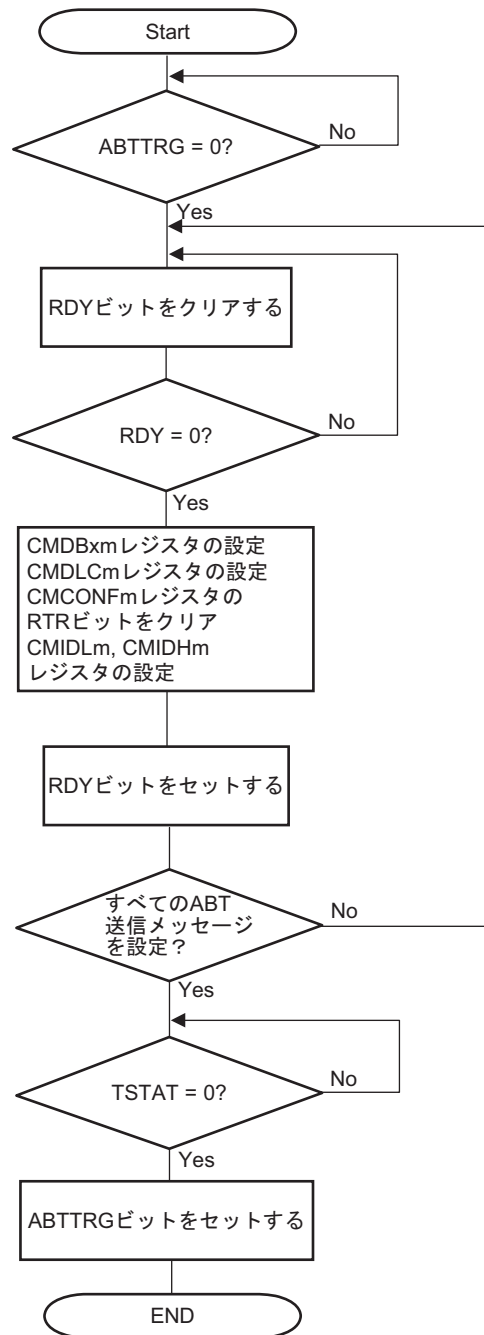 Start
ABTTRG = 0?
No
Yes
RDYビットをクリアする
RDY = 0?
No
Yes
CMDBxmレジスタの設定
CMDLCmレジスタの設定
CMCONFmレジスタの
RTRビットをクリア
CMIDLm, CMIDHm
レジスタの設定
RDYビットをセットする
すべてのABT
送信メッセージ
を設定？
No
Yes
TSTAT = 0?
No
Yes
ABTTRGビットをセットする
END